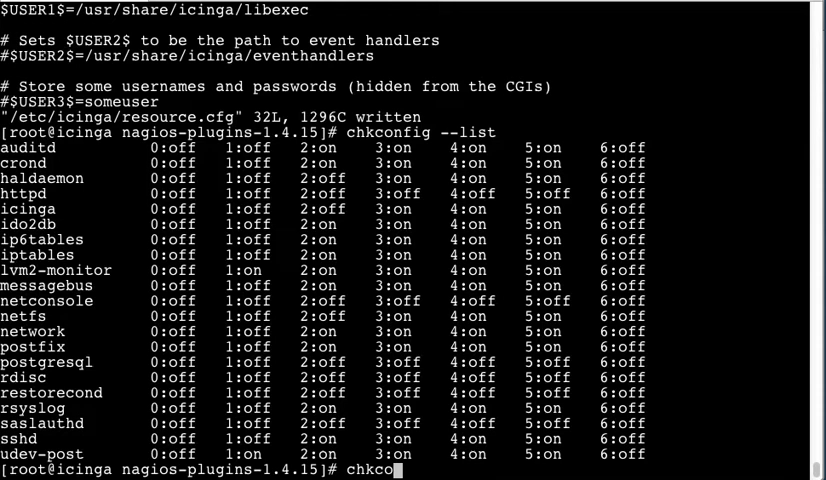 $USER1$=/usr/share/icinga/libexec
# Sets $USER2$ to be the path to event handlers
#$USER2$=/usr/share/icinga/eventhandlers
# Store some usernames and passwords (hidden from the CGIs)
#$USER3$=someuser
"/etc/icinga/resource.cfg" 32L, 1296C written
[root@icinga nagios-plugins-1.4.15]# chkconfig --list
auditd 0:off 1:off 2:on 3:on 4:on 5:on 6:off
crond 0:off 1:off 2:on 3:on 4:on 5:on 6:off
haldaemon 0:off 1:off 2:off 3:on 4:on 5:on 6:off
httpd 0:off 1:off 2:off 3:off 4:off 5:off 6:off
icinga 0:off 1:off 2:off 3:on 4:on 5:on 6:off
ido2db 0:off 1:off 2:on 3:on 4:on 5:on 6:off
ip6tables 0:off 1:off 2:on 3:on 4:on 5:on 6:off
iptables 0:off 1:off 2:on 3:on 4:on 5:on 6:off
lvm2-monitor 0:off 1:on 2:on 3:on 4:on 5:on 6:off
messagebus 0:off 1:off 2:on 3:on 4:on 5:on 6:off
netconsole 0:off 1:off 2:off 3:off 4:off 5:off 6:off
netfs 0:off 1:off 2:off 3:on 4:on 5:on 6:off
network 0:off 1:off 2:on 3:on 4:on 5:on 6:off
postfix 0:off 1:off 2:on 3:on 4:on 5:on 6:off
postgresql 0:off 1:off 2:off 3:off 4:off 5:off 6:off
rdisc 0:off 1:off 2:off 3:off 4:off 5:off 6:off
restorecond 0:off 1:off 2:off 3:off 4:off 5:off 6:off
rsyslog 0:off 1:off 2:on 3:on 4:on 5:on 6:off
saslauthd 0:off 1:off 2:off 3:off 4:off 5:off 6:off
sshd 0:off 1:off 2:on 3:on 4:on 5:on 6:off
udev-post 0:off 1:on 2:on 3:on 4:on 5:on 6:off
[root@icinga nagios-plugins-1.4.15]# chkco